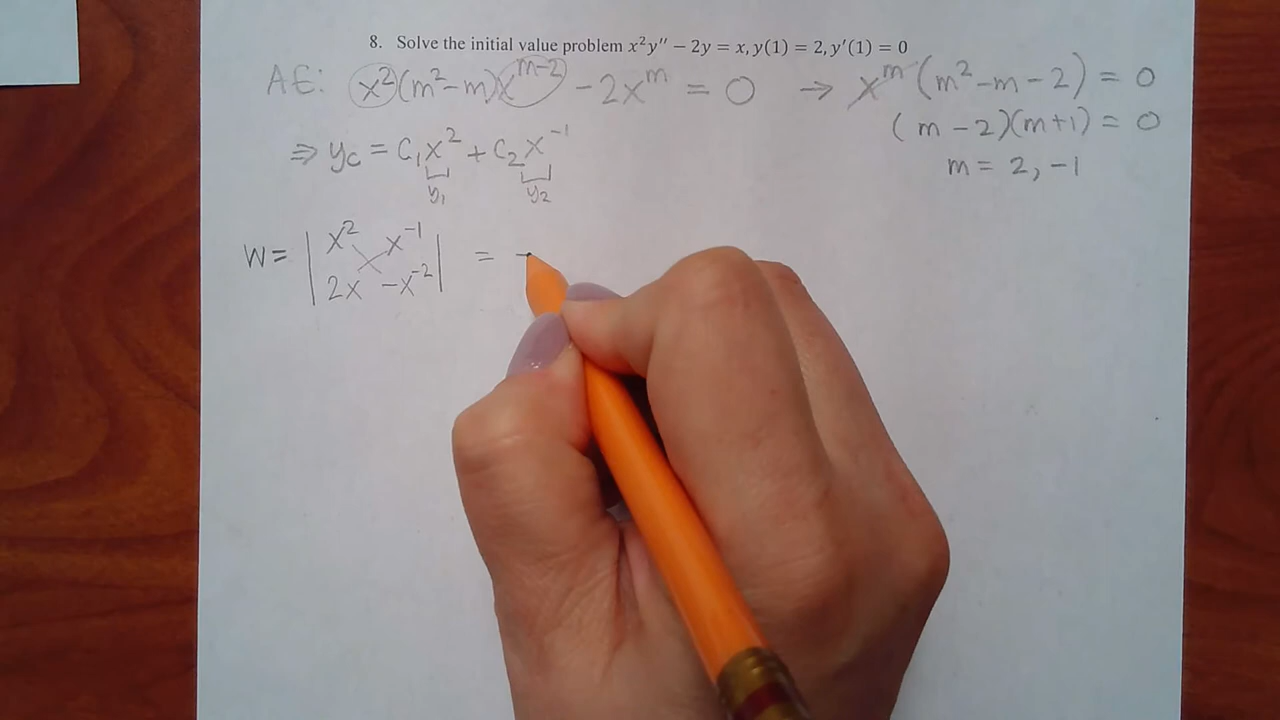 8. Solve the initial value problem x²y″ − 2y = x, y(1) = 2, y′(1) = 0
AE: x²(m²−m)x^(m−2) − 2x^m = 0 → x^m(m²−m−2) = 0
(m−2)(m+1) = 0
⇒ y_c = C₁x² + C₂x⁻¹
m = 2, −1
y₁ y₂
W = | x² x⁻¹ | = −
| 2x −x⁻² |